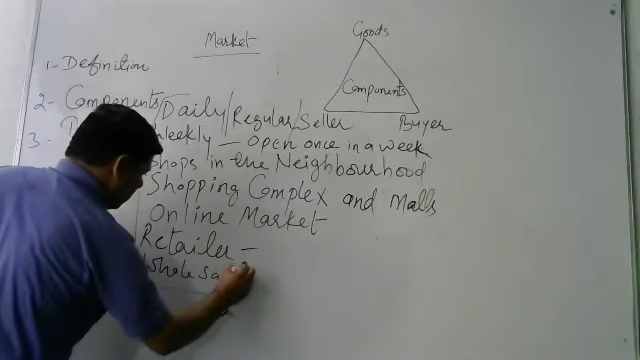 Market
Goods
Components
Buyer
1- Definition
2- Components / Daily / Regular / Seller
3-
Weekly - Open once in a week
Shops in the Neighbourhood
Shopping Complex and Malls
Online Market
Retailer -